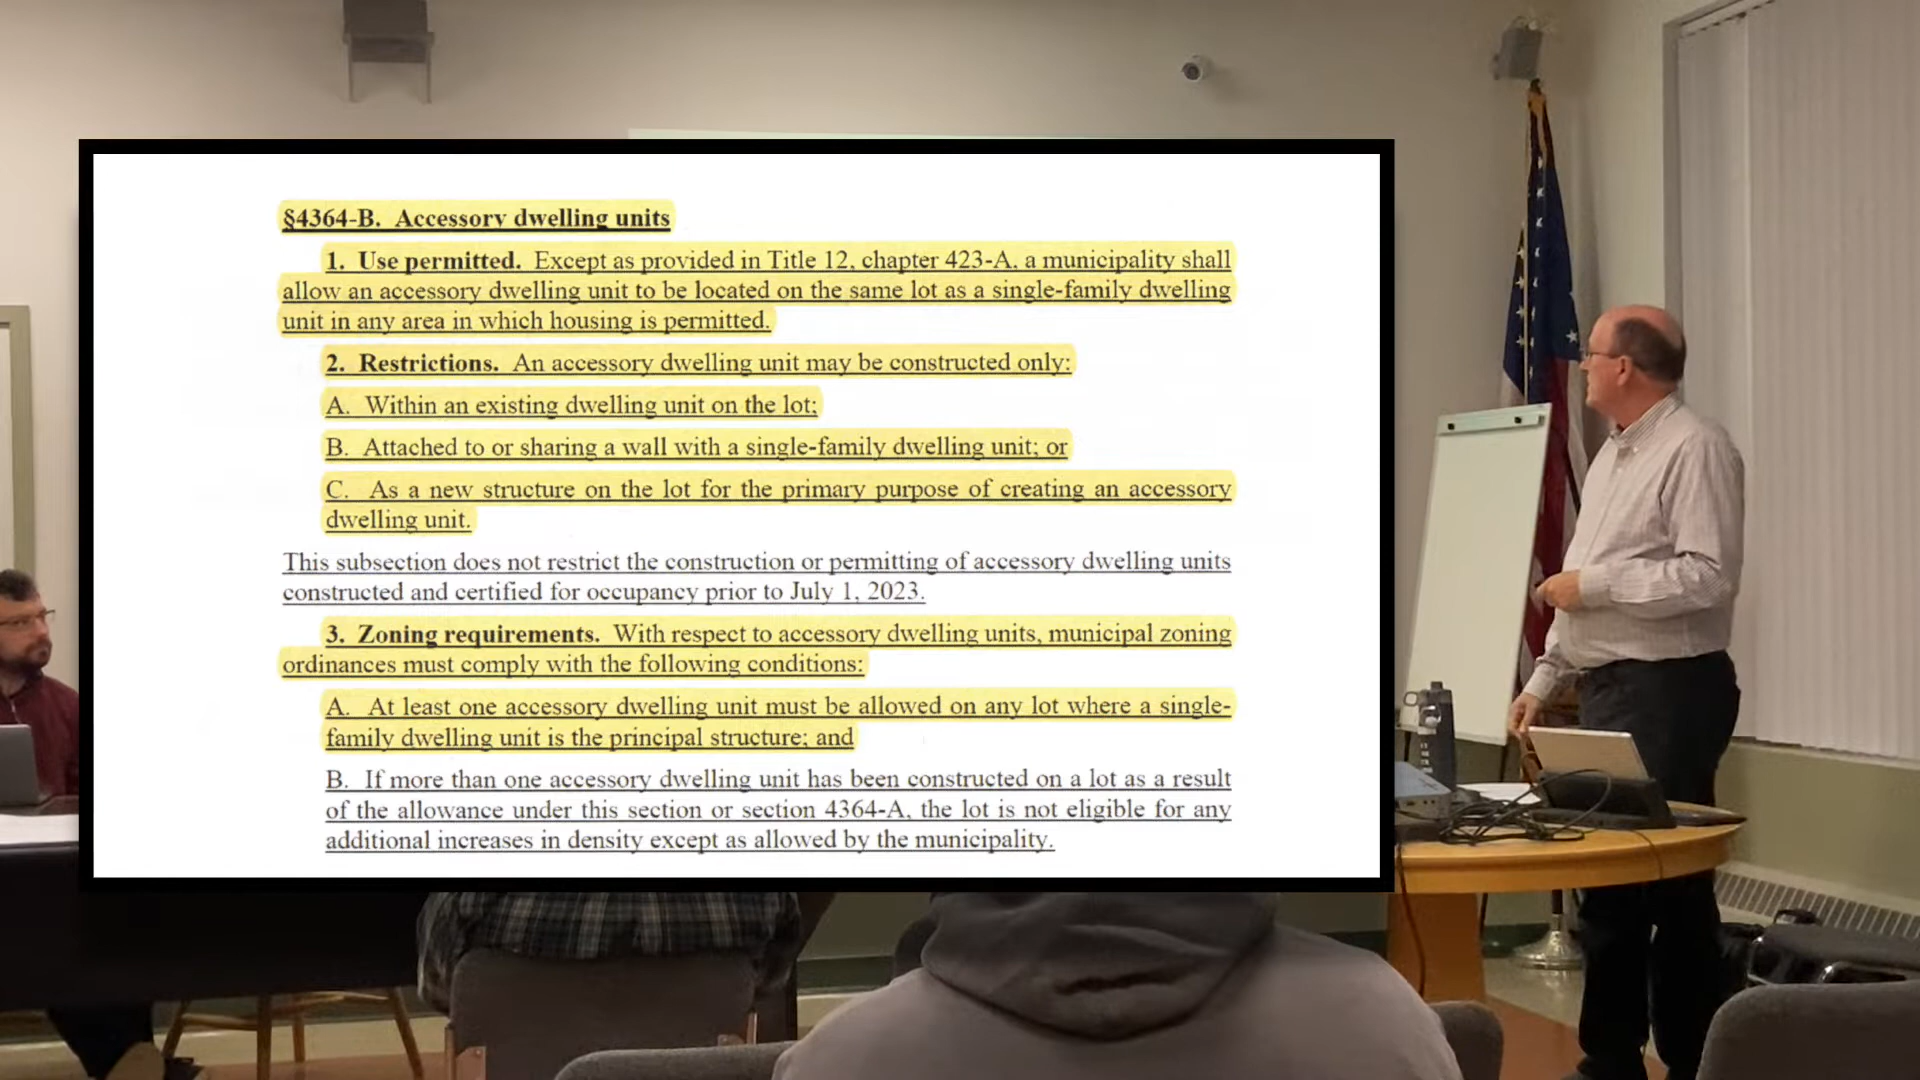 §4364-B. Accessory dwelling units
1. Use permitted. Except as provided in Title 12, chapter 423-A, a municipality shall
allow an accessory dwelling unit to be located on the same lot as a single-family dwelling
unit in any area in which housing is permitted.
2. Restrictions. An accessory dwelling unit may be constructed only:
A. Within an existing dwelling unit on the lot;
B. Attached to or sharing a wall with a single-family dwelling unit; or
C. As a new structure on the lot for the primary purpose of creating an accessory
dwelling unit.
This subsection does not restrict the construction or permitting of accessory dwelling units
constructed and certified for occupancy prior to July 1, 2023.
3. Zoning requirements. With respect to accessory dwelling units, municipal zoning
ordinances must comply with the following conditions:
A. At least one accessory dwelling unit must be allowed on any lot where a single-
family dwelling unit is the principal structure; and
B. If more than one accessory dwelling unit has been constructed on a lot as a result
of the allowance under this section or section 4364-A, the lot is not eligible for any
additional increases in density except as allowed by the municipality.